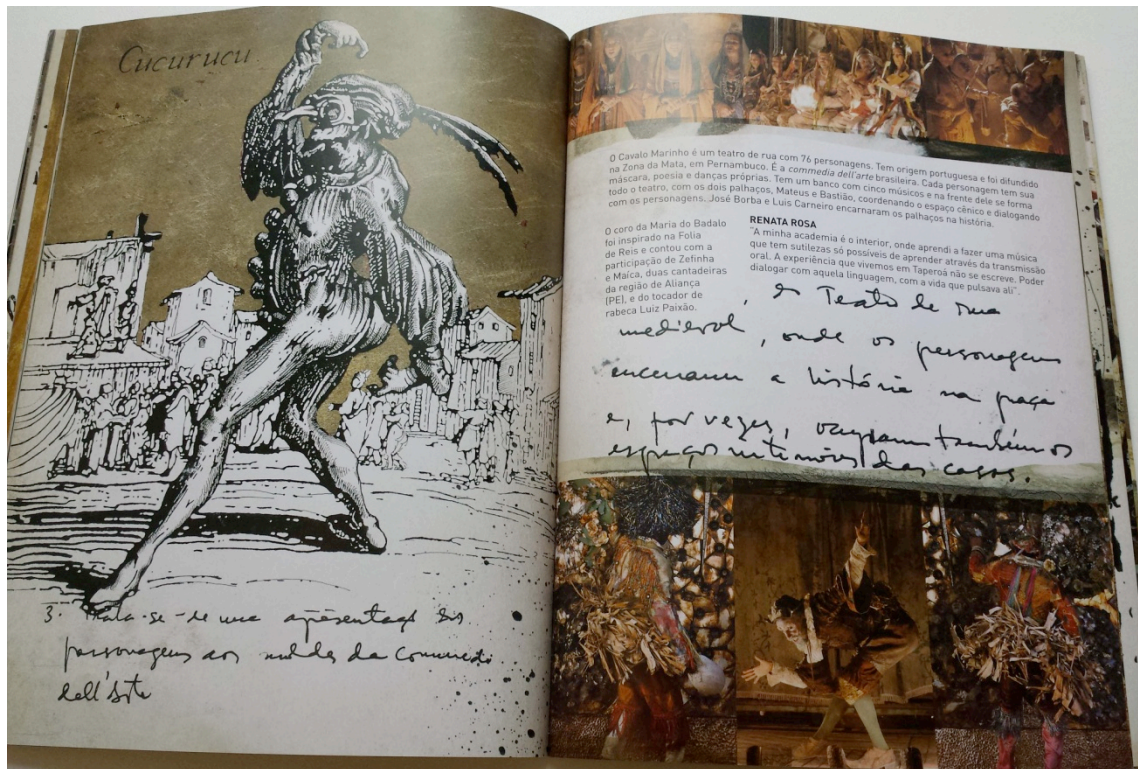 Cucurucu
3. Trata-se de uma apresentação dos
personagens aos moldes da Commedia
dell'Arte
O Cavalo Marinho é um teatro de rua com 76 personagens. Tem origem portuguesa e foi difundido
na Zona da Mata, em Pernambuco. É a commedia dell'arte brasileira. Cada personagem tem sua
máscara, poesia e danças próprias. Tem um banco com cinco músicos e na frente dele se forma
todo o teatro, com os dois palhaços, Mateus e Bastião, coordenando o espaço cênico e dialogando
com os personagens. José Borba e Luis Carneiro encarnaram os palhaços na história.
O coro da Maria do Badalo
foi inspirado na Folia
de Reis e contou com a
participação de Zefinha
e Maíca, duas cantadeiras
da região de Aliança
(PE), e do tocador de
rabeca Luiz Paixão.
RENATA ROSA
"A minha academia é o interior, onde aprendi a fazer uma música
que tem sutilezas só possíveis de aprender através da transmissão
oral. A experiência que vivemos em Taperoá não se escreve. Poder
dialogar com aquela linguagem, com a vida que pulsava ali".
, o Teatro de rua
medieval, onde os personagens
encenam a história na praça
e, por vezes, também os
espaços interiores das casas.